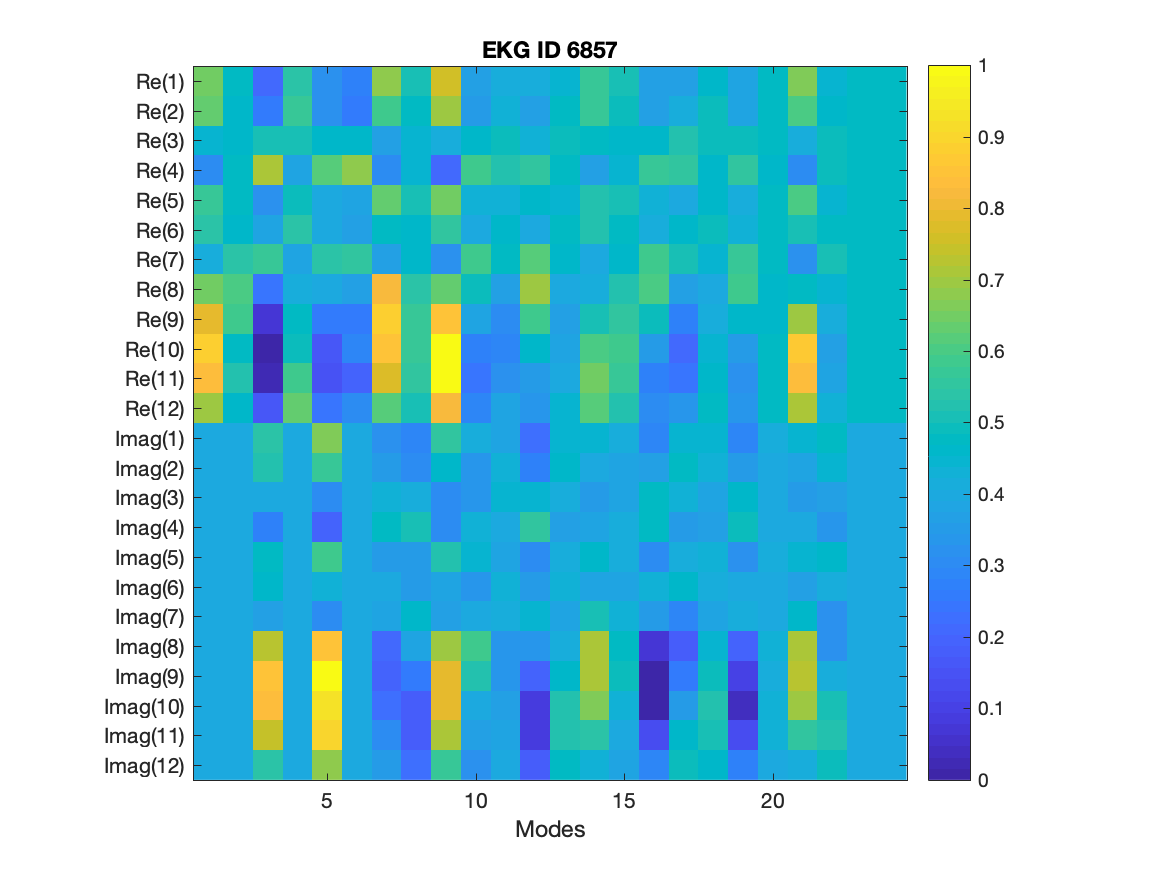 EKG ID 6857
Re(1)
Re(2)
Re(3)
Re(4)
Re(5)
Re(6)
Re(7)
Re(8)
Re(9)
Re(10)
Re(11)
Re(12)
Imag(1)
Imag(2)
Imag(3)
Imag(4)
Imag(5)
Imag(6)
Imag(7)
Imag(8)
Imag(9)
Imag(10)
Imag(11)
Imag(12)
5 10 15 20
Modes
1
0.9
0.8
0.7
0.6
0.5
0.4
0.3
0.2
0.1
0